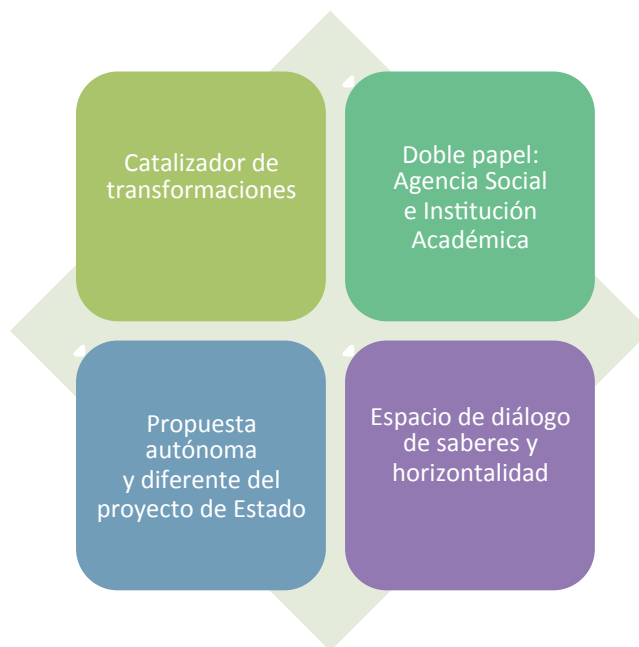 Catalizador de
transformaciones
Doble papel:
Agencia Social
e Institución
Académica
Propuesta
autónoma
y diferente del
proyecto de Estado
Espacio de diálogo
de saberes y
horizontalidad